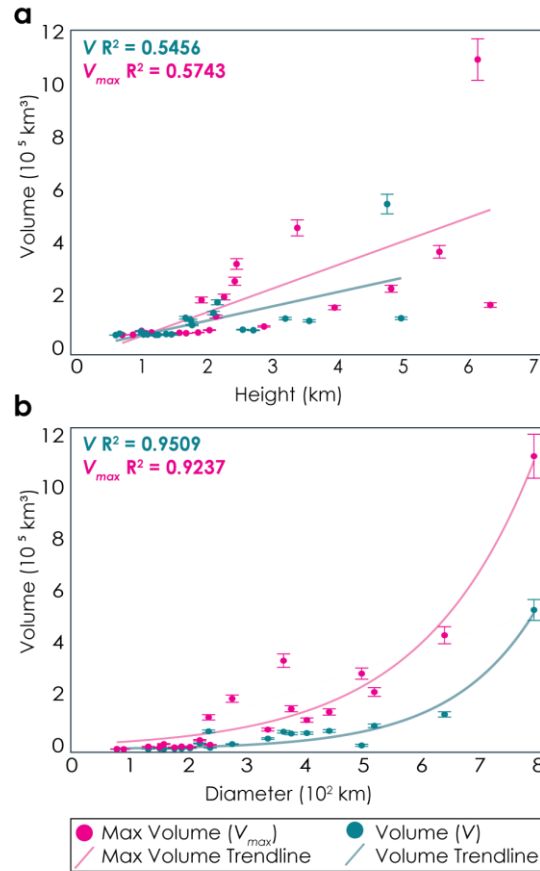 a
V R² = 0.5456
Vmax R² = 0.5743
12
10
8
6
4
2
0
Volume (10⁵ km³)
0 1 2 3 4 5 6 7
Height (km)
b
V R² = 0.9509
Vmax R² = 0.9237
12
10
8
6
4
2
0
Volume (10⁵ km³)
0 1 2 3 4 5 6 7 8
Diameter (10² km)
Max Volume (Vmax) Volume (V)
Max Volume Trendline Volume Trendline